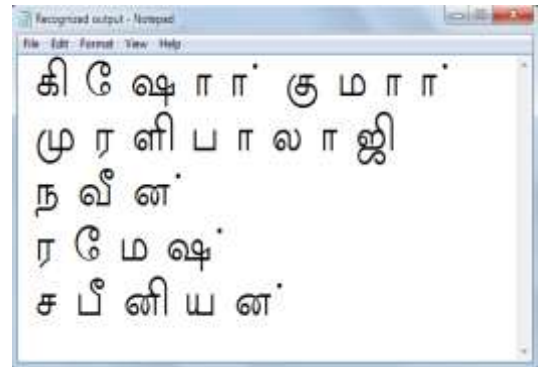 Recognized output - Notepad
File Edit Format View Help
கி ஷோ ா ர் கு மா ர்
மு ர ளி பா லா ஜி
ந வீ ன்
ர மே ஷ்
ச பீ னி ய ன்